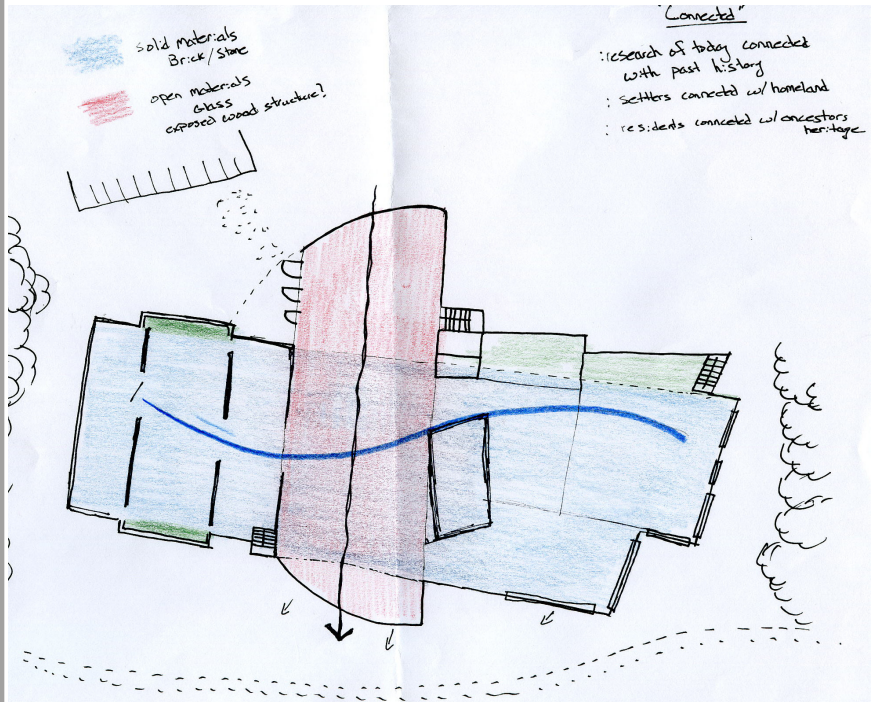 solid materials
Brick/Stone
open materials
Glass
exposed wood structure?
"Connected"
: research of today connected
with past history
: settlers connected w/ homeland
: residents conncted w/ ancestors
heritage